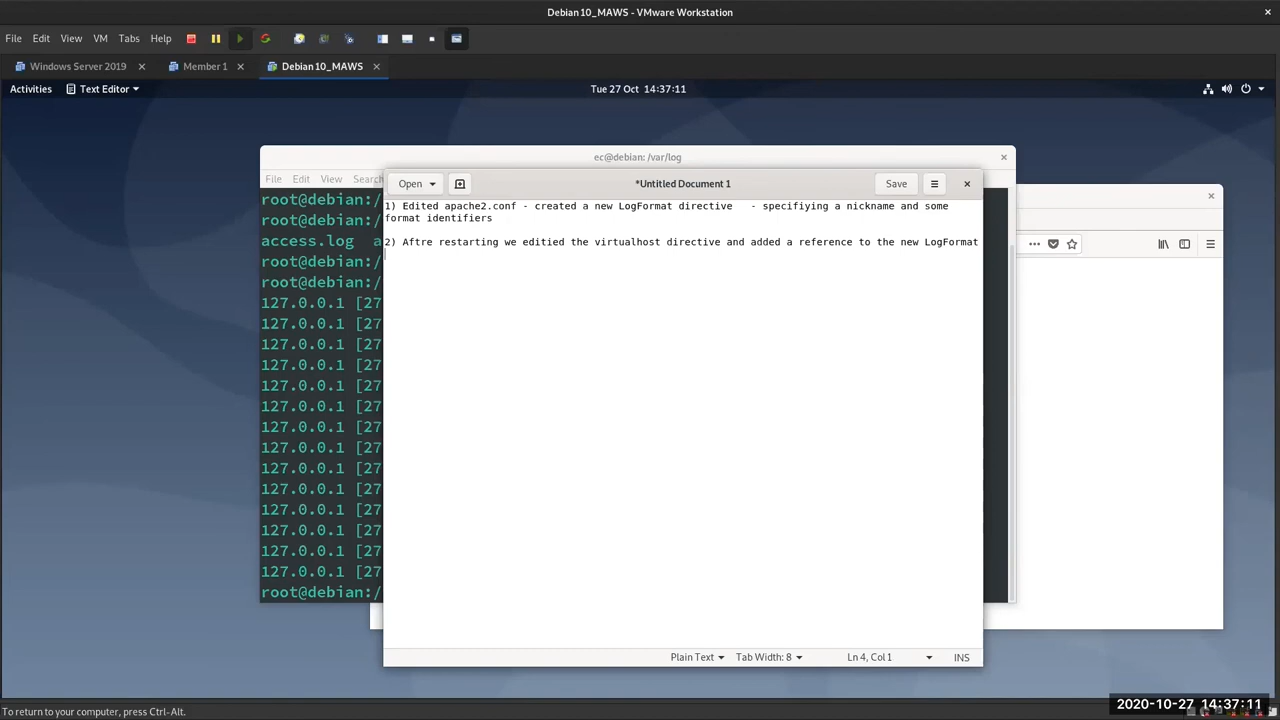 Debian10_MAWS - VMware Workstation
File Edit View VM Tabs Help
Windows Server 2019 Member 1 Debian10_MAWS
Activities Text Editor Tue 27 Oct 14:37:11
ec@debian: /var/log
File Edit View Search
Open *Untitled Document 1 Save
root@debian:/
root@debian:/
access.log a
root@debian:/
root@debian:/
127.0.0.1 [27
127.0.0.1 [27
127.0.0.1 [27
127.0.0.1 [27
127.0.0.1 [27
127.0.0.1 [27
127.0.0.1 [27
127.0.0.1 [27
127.0.0.1 [27
127.0.0.1 [27
127.0.0.1 [27
127.0.0.1 [27
127.0.0.1 [27
127.0.0.1 [27
root@debian:/
1) Edited apache2.conf - created a new LogFormat directive   - specifiying a nickname and some
format identifiers
2) Aftre restarting we editied the virtualhost directive and added a reference to the new LogFormat
Plain Text Tab Width: 8 Ln 4, Col 1 INS
2020-10-27 14:37:11
To return to your computer, press Ctrl-Alt.